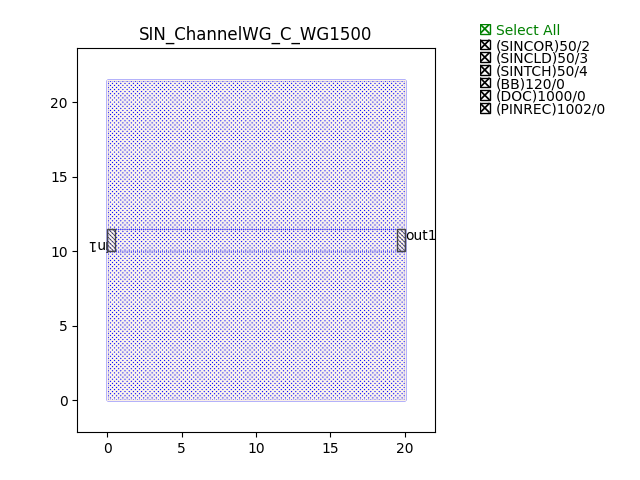 SIN_ChannelWG_C_WG1500
Select All
(SINCOR)50/2
(SINCLD)50/3
(SINTCH)50/4
(BB)120/0
(DOC)1000/0
(PINREC)1002/0
20
15
10
5
0
out1
0 5 10 15 20